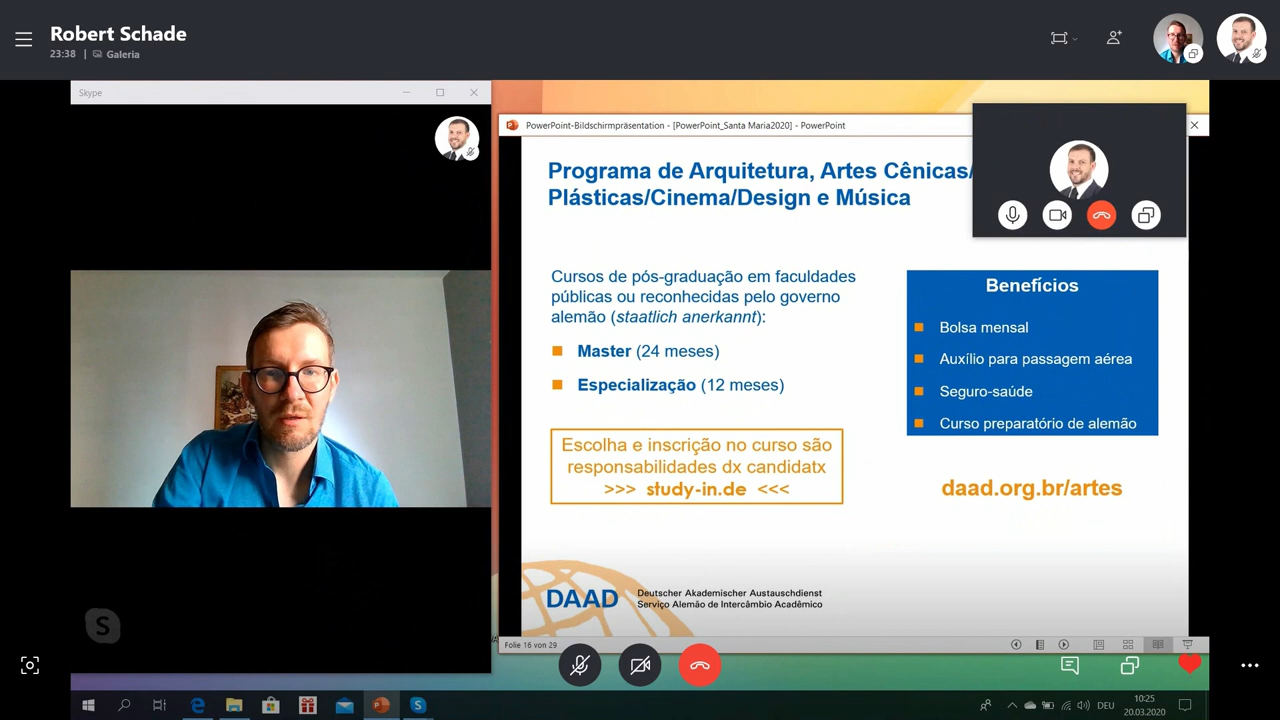 Robert Schade
23:38 | Galeria
Skype
PowerPoint-Bildschirmpräsentation - [PowerPoint_Santa Maria2020] - PowerPoint
Programa de Arquitetura, Artes Cênicas/
Plásticas/Cinema/Design e Música
Cursos de pós-graduação em faculdades
públicas ou reconhecidas pelo governo
alemão (staatlich anerkannt):
Master (24 meses)
Especialização (12 meses)
Escolha e inscrição no curso são
responsabilidades dx candidatx
>>> study-in.de <<<
Benefícios
Bolsa mensal
Auxílio para passagem aérea
Seguro-saúde
Curso preparatório de alemão
daad.org.br/artes
DAAD
Deutscher Akademischer Austauschdienst
Serviço Alemão de Intercâmbio Acadêmico
Folie 16 von 29
DEU
10:25
20.03.2020